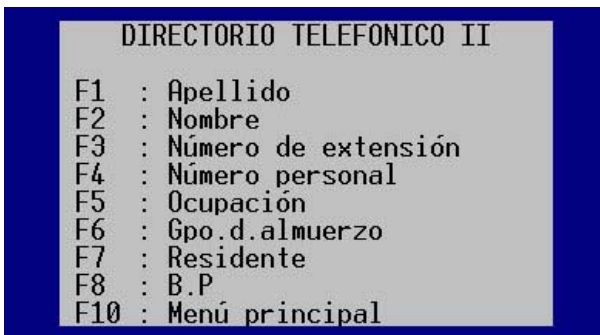 DIRECTORIO TELEFONICO II
F1 : Apellido
F2 : Nombre
F3 : Número de extensión
F4 : Número personal
F5 : Ocupación
F6 : Gpo.d.almuerzo
F7 : Residente
F8 : B.P
F10 : Menú principal